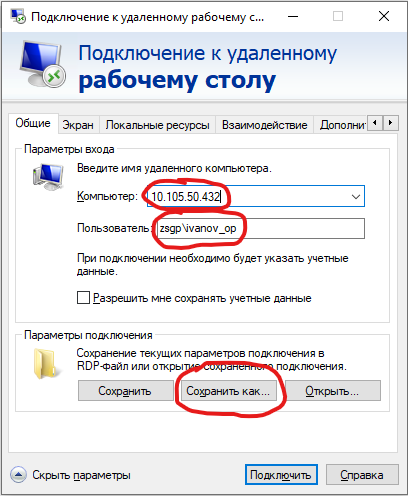 Подключение к удаленному рабочему с...
Подключение к удаленному
рабочему столу
Общие Экран Локальные ресурсы Взаимодействие Дополнит
Параметры входа
Введите имя удаленного компьютера.
Компьютер: 10.105.50.432
Пользователь: zsgp\ivanov_op
При подключении необходимо будет указать учетные
данные.
Разрешить мне сохранять учетные данные
Параметры подключения
Сохранение текущих параметров подключения в
RDP-файл или открытие сохраненного подключения.
Сохранить Сохранить как... Открыть...
Скрыть параметры Подключить Справка